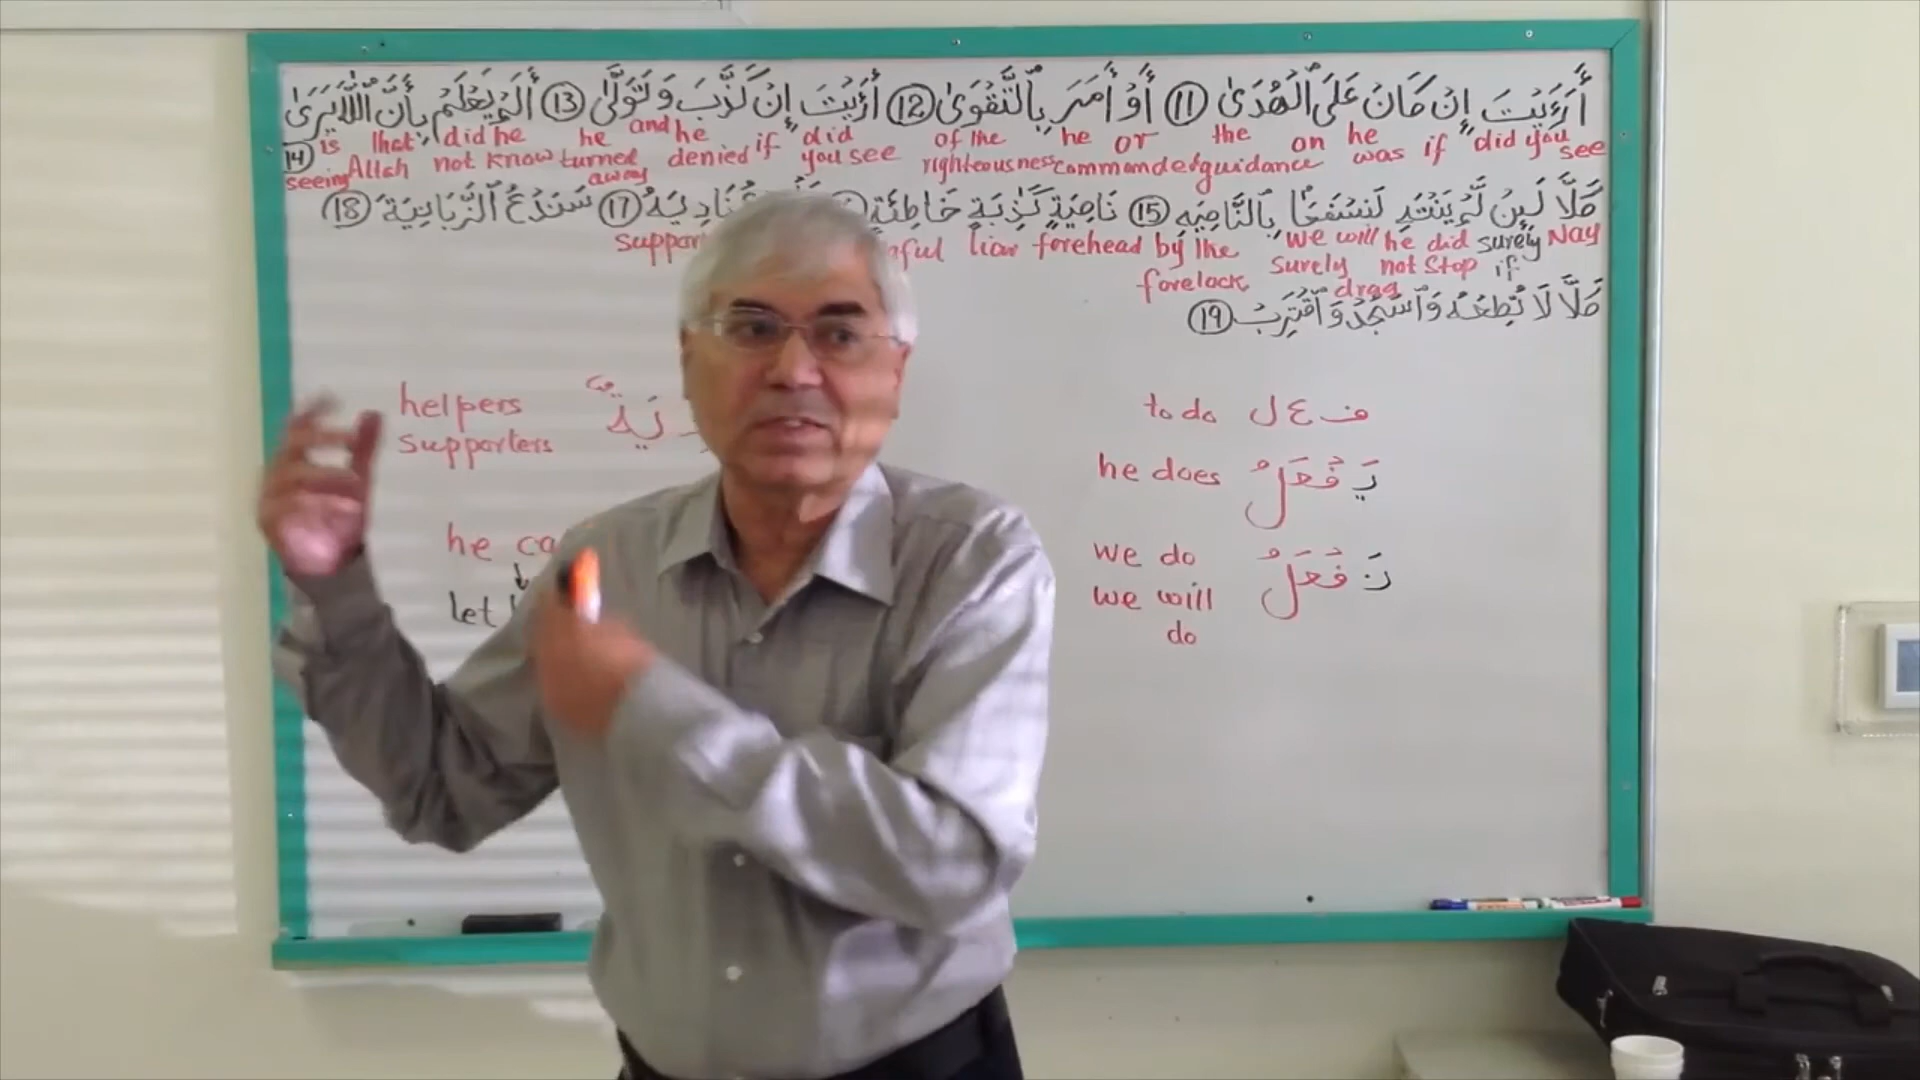 أَرَءَيْتَ إِن كَانَ عَلَى ٱلْهُدَىٰٓ ⑪ أَوْ أَمَرَ بِٱلتَّقْوَىٰٓ ⑫ أَرَءَيْتَ إِن كَذَّبَ وَتَوَلَّىٰٓ ⑬ أَلَمْ يَعْلَم بِأَنَّ ٱللَّهَ يَرَىٰ
is that did he he and he if did of the he or the on he if did you
⑭ seeing Allah not know turned away denied you see righteousness commanded guidance was see
كَلَّا لَئِن لَّمْ يَنتَهِ لَنَسْفَعًۢا بِٱلنَّاصِيَةِ ⑮ نَاصِيَةٍ كَٰذِبَةٍ خَاطِئَةٍ نَادِيَهُۥ ⑰ سَنَدْعُ ٱلزَّبَانِيَةَ ⑱
liar forehead by the we will he did surely Nay
forelock surely not stop if
drag
كَلَّا لَا تُطِعْهُ وَٱسْجُدْ وَٱقْتَرِب ⑲
helpers
supporters
he
let
to do ف ع ل
he does يَفْعَلُ
we do نَفْعَلُ
we will
do